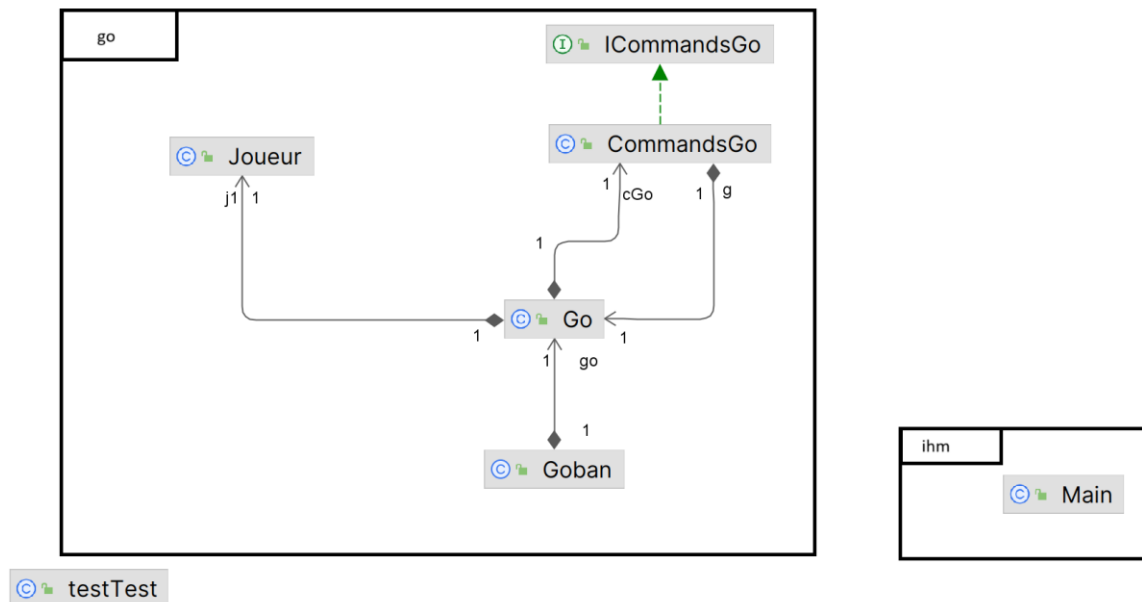 go
ICommandsGo
Joueur
CommandsGo
j1 1
1 cGo
1 g
1
Go
1
1
1 go
1
Goban
ihm
Main
testTest